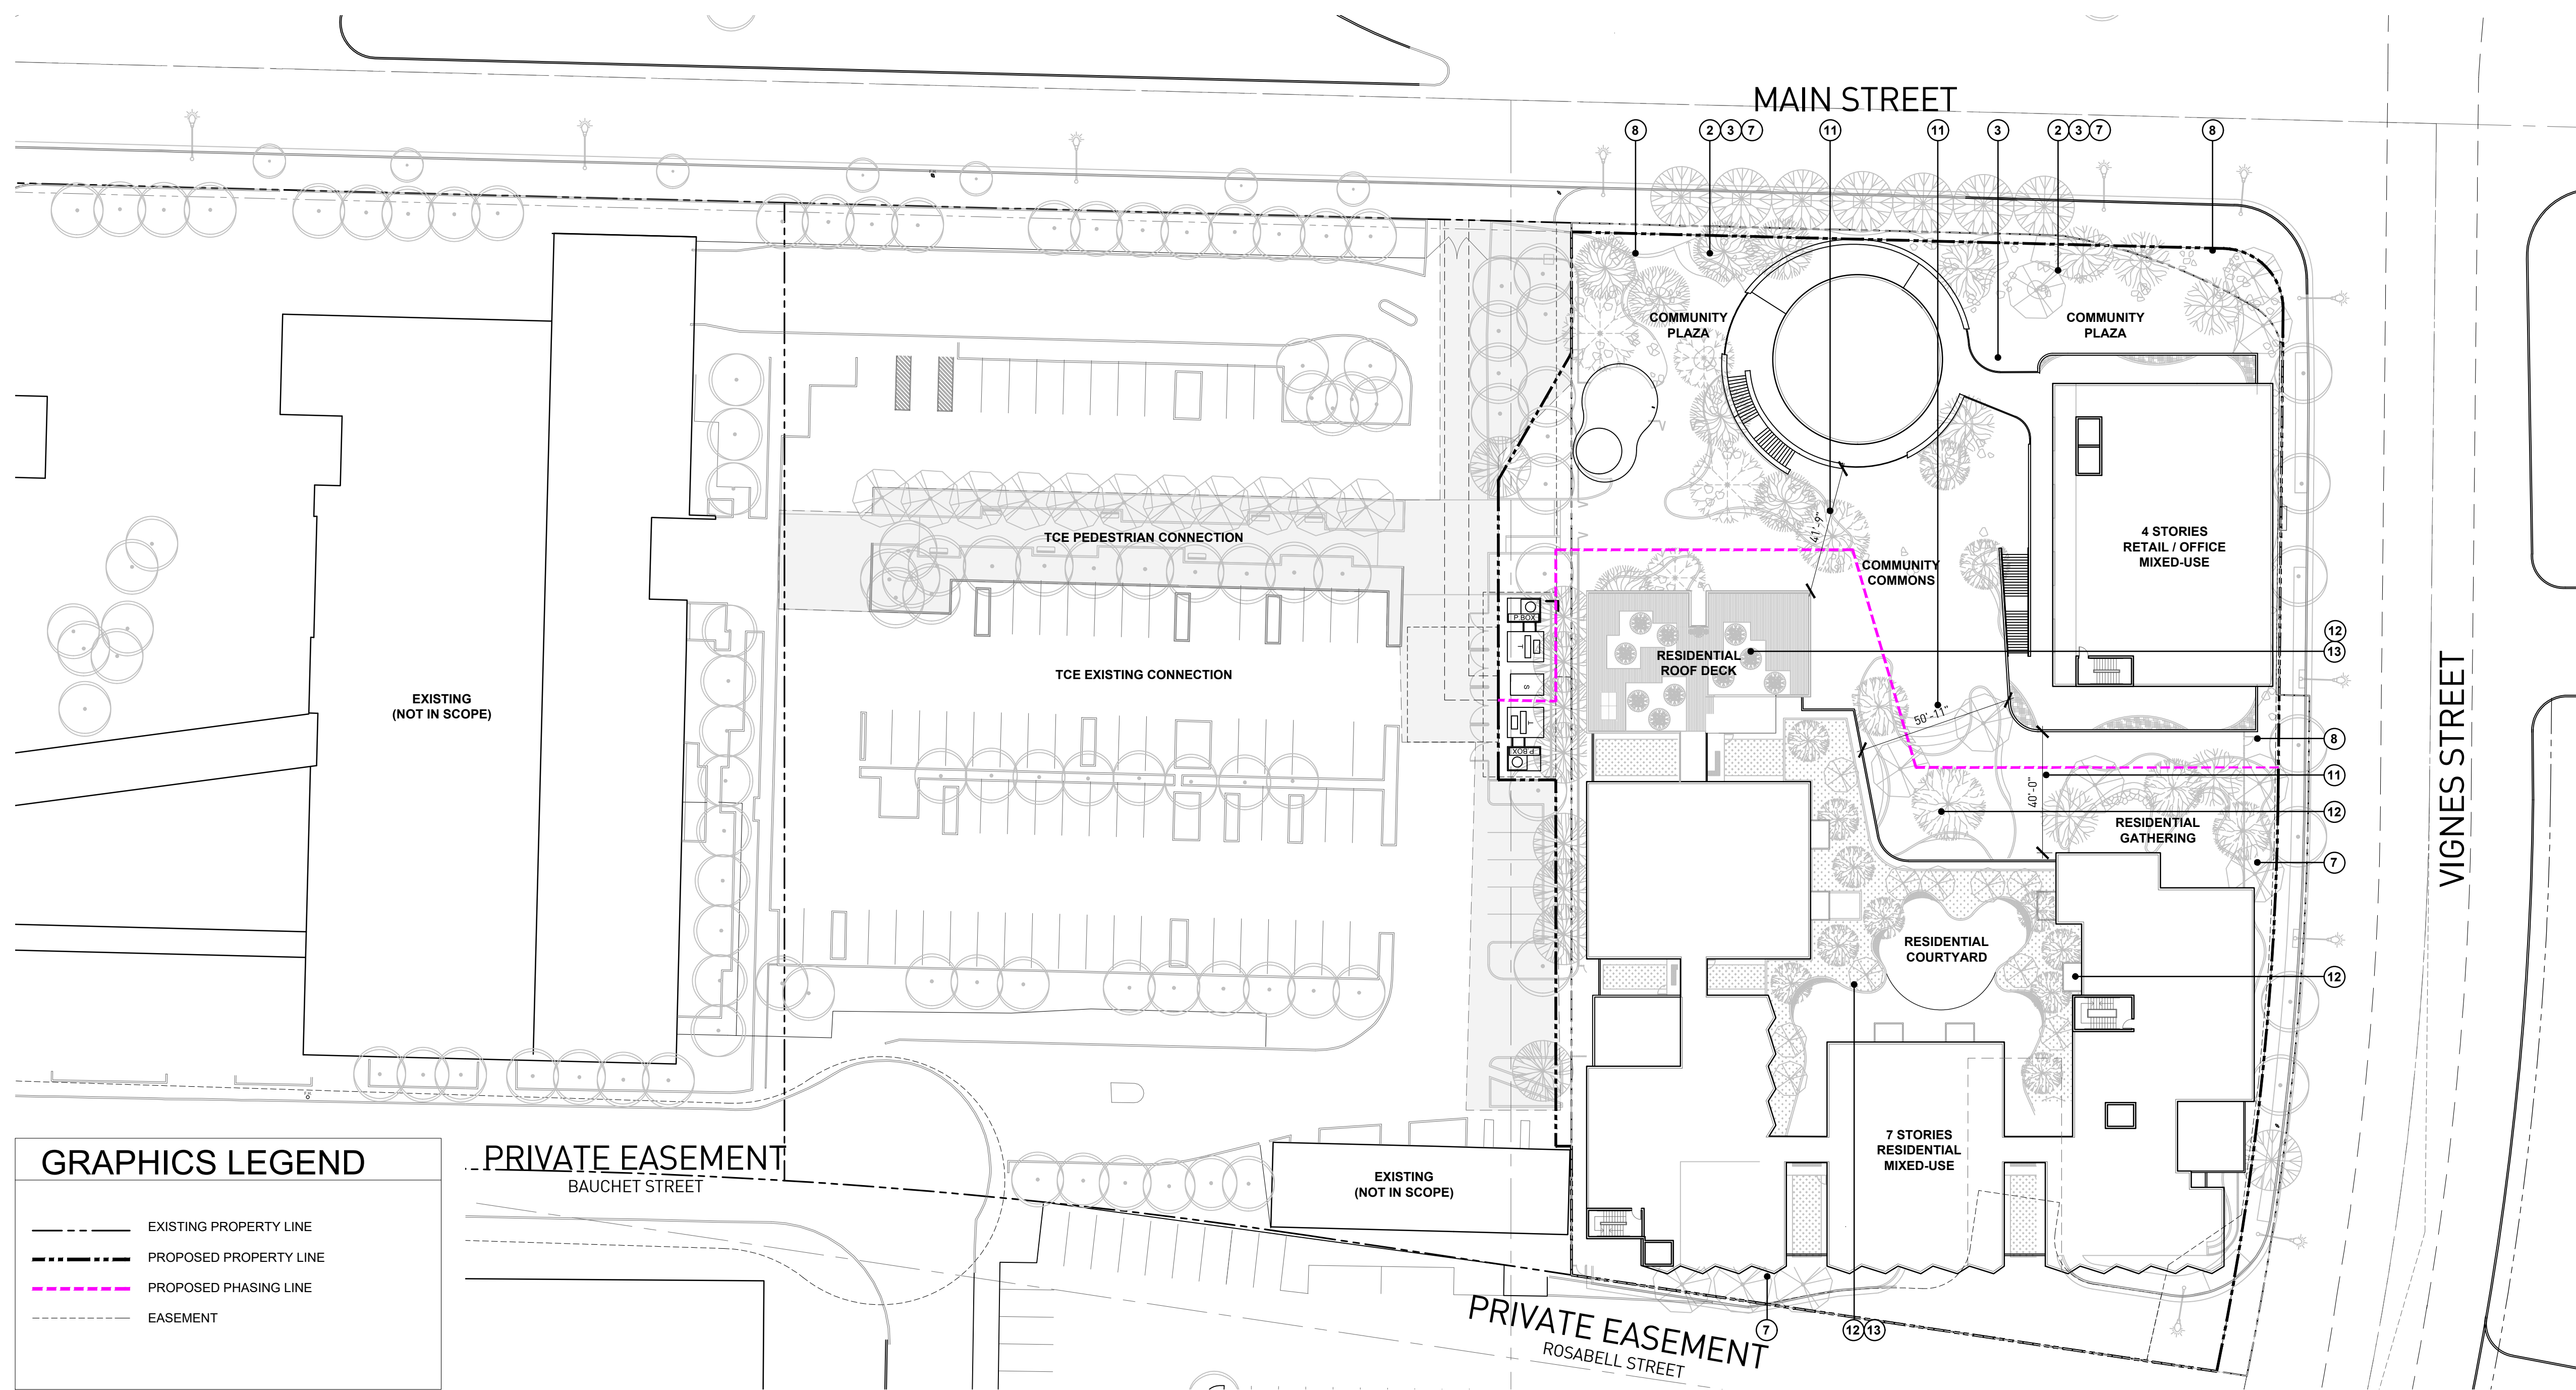 MAIN STREET
8
2 3 7
11
11
3
2 3 7
8
COMMUNITY
PLAZA
COMMUNITY
PLAZA
TCE PEDESTRIAN CONNECTION
41'-9"
4 STORIES
RETAIL / OFFICE
MIXED-USE
COMMUNITY
COMMONS
P.BOX
T
S
T
P.BOX
12
13
RESIDENTIAL
ROOF DECK
TCE EXISTING CONNECTION
EXISTING
(NOT IN SCOPE)
50'-11"
8
11
40'-0"
12
RESIDENTIAL
GATHERING
7
VIGNES STREET
RESIDENTIAL
COURTYARD
12
7 STORIES
RESIDENTIAL
MIXED-USE
EXISTING
(NOT IN SCOPE)
PRIVATE EASEMENT
BAUCHET STREET
PRIVATE EASEMENT
ROSABELL STREET
7
12 13
GRAPHICS LEGEND
EXISTING PROPERTY LINE
PROPOSED PROPERTY LINE
PROPOSED PHASING LINE
EASEMENT